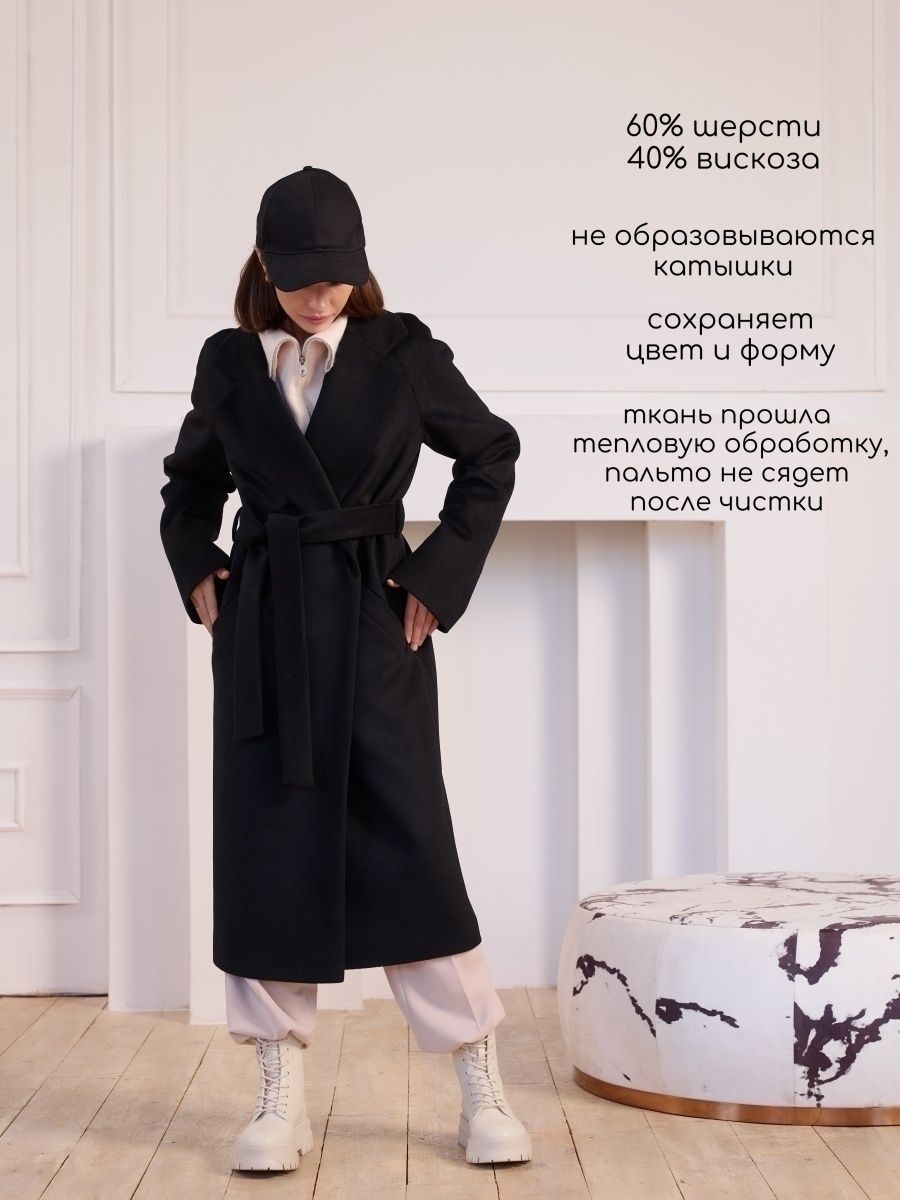 60% шерсти
40% вискоза
не образовываются
катышки
сохраняет
цвет и форму
ткань прошла
тепловую обработку,
пальто не сядет
после чистки